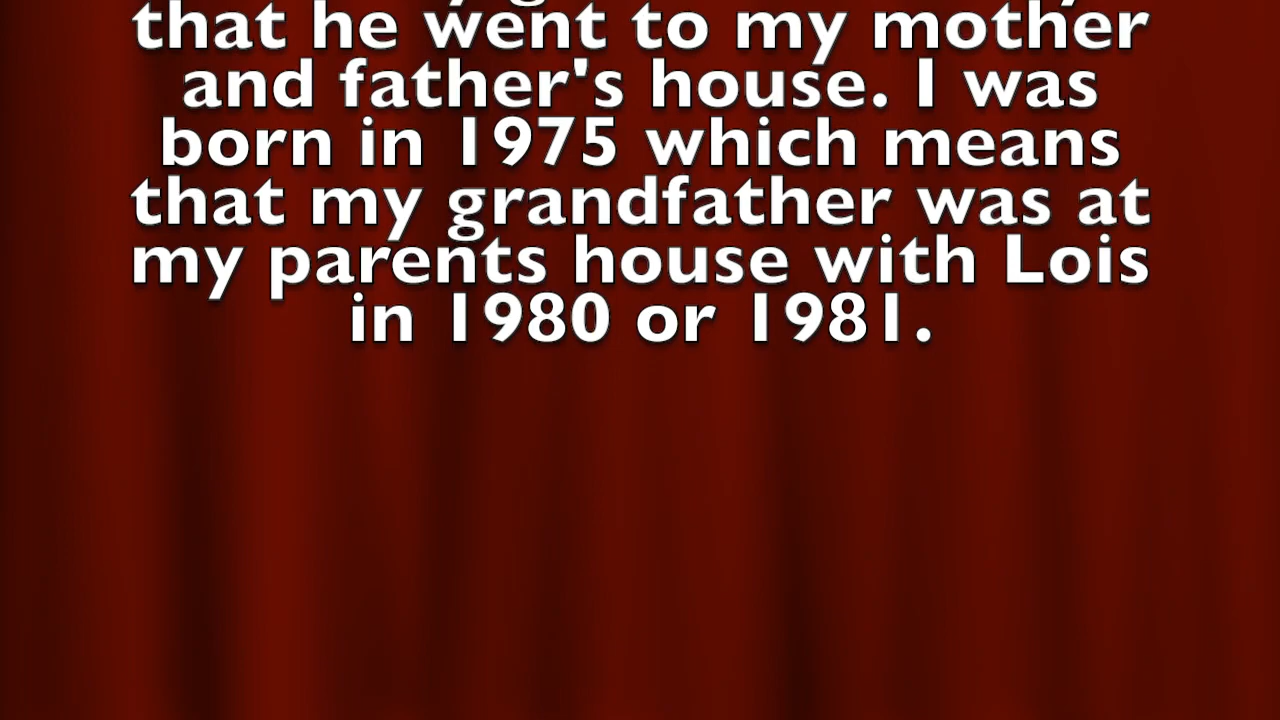 that he went to my mother
and father's house. I was
born in 1975 which means
that my grandfather was at
my parents house with Lois
in 1980 or 1981.